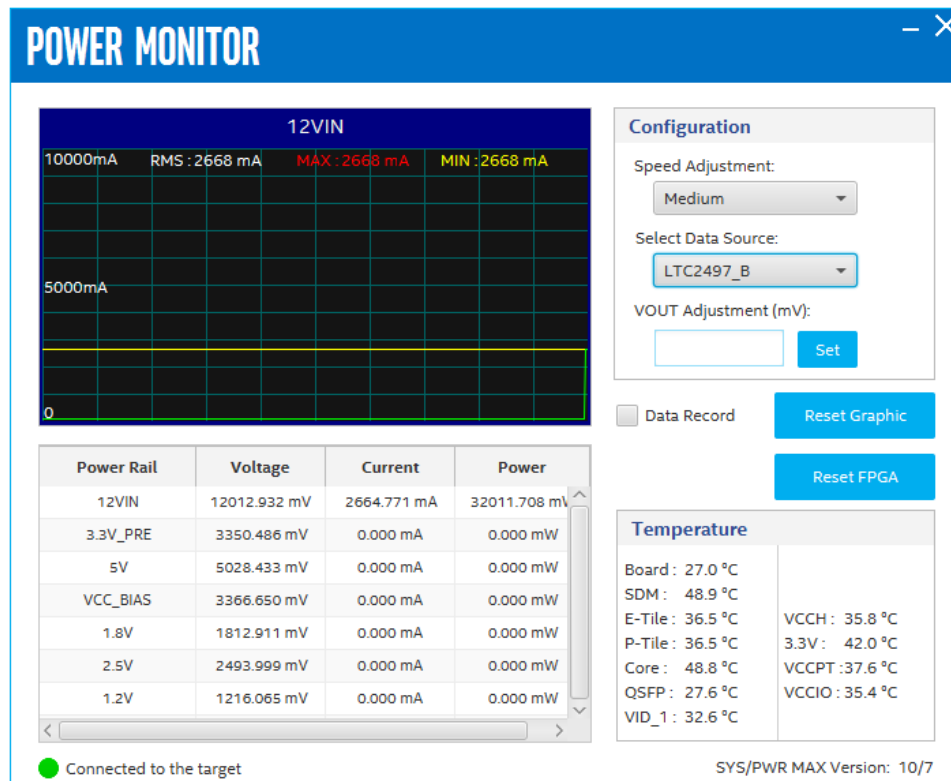 POWER MONITOR
12VIN
10000mA RMS : 2668 mA MAX : 2668 mA MIN : 2668 mA
5000mA
0
Configuration
Speed Adjustment:
Medium
Select Data Source:
LTC2497_B
VOUT Adjustment (mV):
Set
Data Record Reset Graphic
Reset FPGA
Power Rail Voltage Current Power
12VIN 12012.932 mV 2664.771 mA 32011.708 mW
3.3V_PRE 3350.486 mV 0.000 mA 0.000 mW
5V 5028.433 mV 0.000 mA 0.000 mW
VCC_BIAS 3366.650 mV 0.000 mA 0.000 mW
1.8V 1812.911 mV 0.000 mA 0.000 mW
2.5V 2493.999 mV 0.000 mA 0.000 mW
1.2V 1216.065 mV 0.000 mA 0.000 mW
Temperature
Board : 27.0 °C
SDM : 48.9 °C
E-Tile : 36.5 °C
P-Tile : 36.5 °C
Core : 48.8 °C
QSFP : 27.6 °C
VID_1 : 32.6 °C
VCCH : 35.8 °C
3.3V : 42.0 °C
VCCPT :37.6 °C
VCCIO : 35.4 °C
Connected to the target
SYS/PWR MAX Version: 10/7